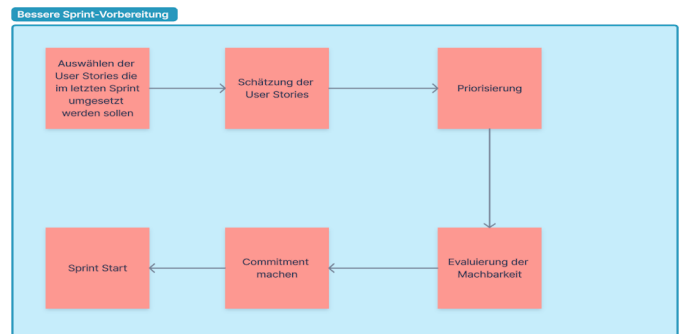 Bessere Sprint-Vorbereitung
Auswählen der
User Stories die
im letzten Sprint
umgesetzt
werden sollen
Schätzung der
User Stories
Priorisierung
Evaluierung der
Machbarkeit
Commitment
machen
Sprint Start